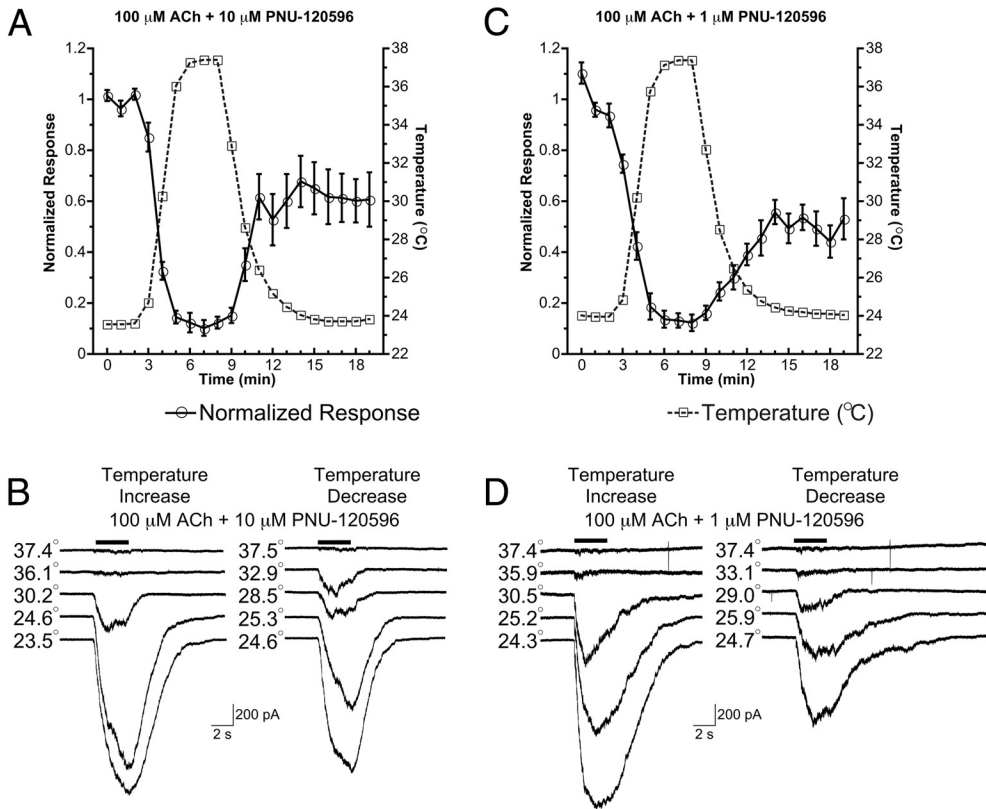 A
100 μM ACh + 10 μM PNU-120596
1.2
1
0.8
0.6
0.4
0.2
0
Normalized Response
38
36
34
32
30
28
26
24
22
Temperature (°C)
0 3 6 9 12 15 18
Time (min)
C
100 μM ACh + 1 μM PNU-120596
1.2
1
0.8
0.6
0.4
0.2
0
Normalized Response
38
36
34
32
30
28
26
24
22
Temperature (°C)
0 3 6 9 12 15 18
Time (min)
Normalized Response
Temperature (°C)
B
Temperature
Increase
Temperature
Decrease
100 μM ACh + 10 μM PNU-120596
37.4°
36.1°
30.2°
24.6°
23.5°
37.5°
32.9°
28.5°
25.3°
24.6°
200 pA
2 s
D
Temperature
Increase
Temperature
Decrease
100 μM ACh + 1 μM PNU-120596
37.4°
35.9°
30.5°
25.2°
24.3°
37.4°
33.1°
29.0°
25.9°
24.7°
200 pA
2 s